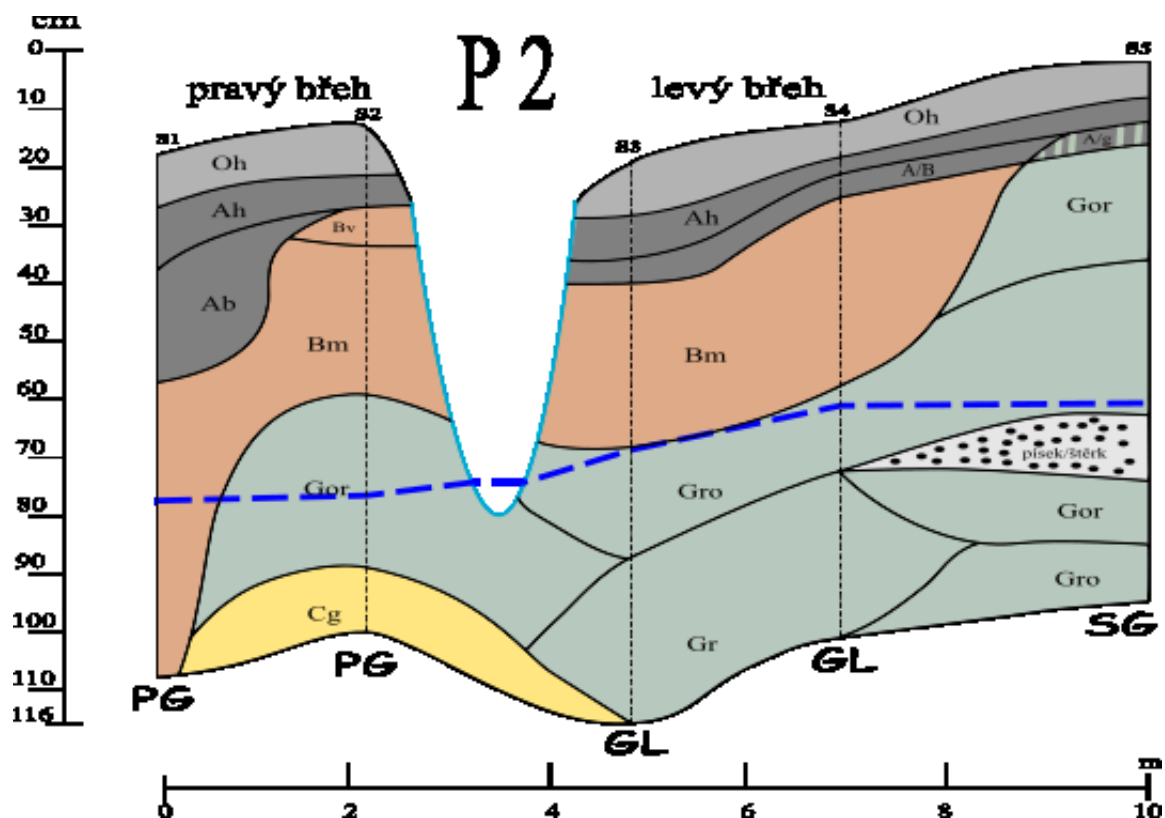 cm
P 2
0
10
20
30
40
50
60
70
80
90
100
110
116
pravý břeh
levý břeh
S1
S2
S3
S4
S5
Oh
Ah
Ab
Bv
Bm
Gor
Cg
Oh
Ah
A/B
A/g
Bm
Gor
Gro
písek/štěrk
Gor
Gro
Gr
PG
PG
GL
GL
SG
m
0
2
4
6
8
10